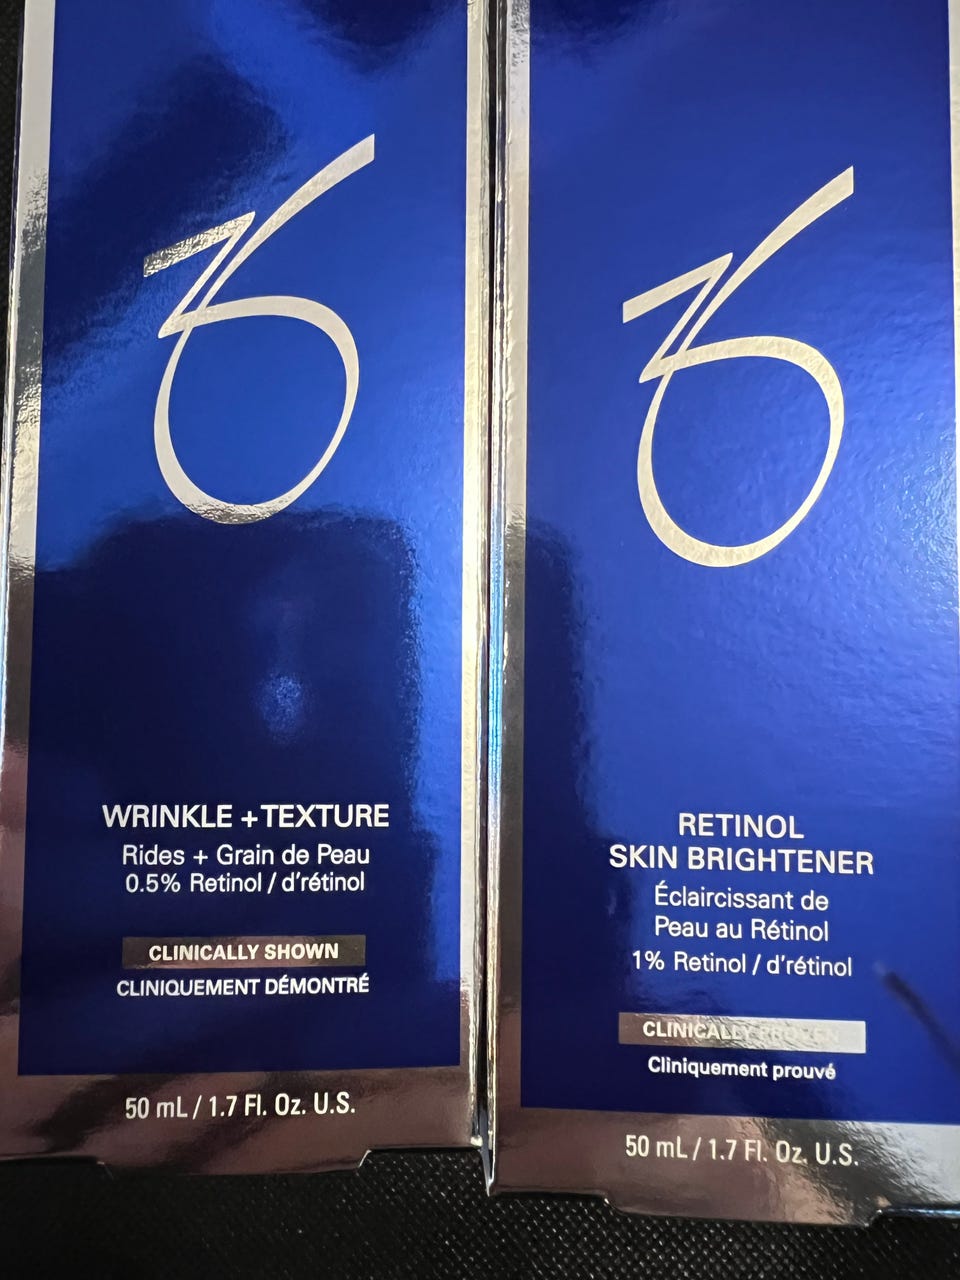 WRINKLE + TEXTURE
Rides + Grain de Peau
0.5% Retinol / d'rétinol
CLINICALLY SHOWN
CLINIQUEMENT DÉMONTRÉ
50 mL / 1.7 Fl. Oz. U.S.
RETINOL
SKIN BRIGHTENER
Éclaircissant de
Peau au Rétinol
1% Retinol / d'rétinol
CLINICALLY PROVEN
Cliniquement prouvé
50 mL / 1.7 Fl. Oz. U.S.